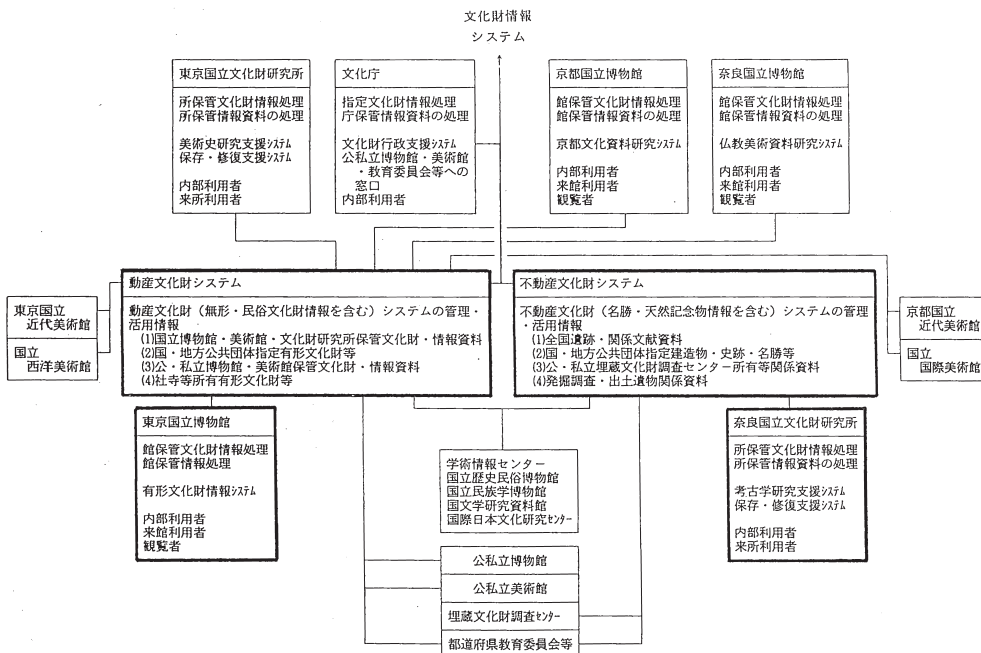 文化財情報
システム
東京国立文化財研究所
所保管文化財情報処理
所保管情報資料の処理
美術史研究支援システム
保存・修復支援システム
内部利用者
来所利用者
文化庁
指定文化財情報処理
庁保管情報資料の処理
文化財行政支援システム
公私立博物館・美術館
・教育委員会等への
窓口
内部利用者
京都国立博物館
館保管文化財情報処理
館保管情報資料の処理
京都文化資料研究システム
内部利用者
来館利用者
観覧者
奈良国立博物館
館保管文化財情報処理
館保管情報資料の処理
仏教美術資料研究システム
内部利用者
来館利用者
観覧者
東京国立
近代美術館
国立
西洋美術館
動産文化財システム
動産文化財（無形・民俗文化財情報を含む）システムの管理・
活用情報
(1)国立博物館・美術館・文化財研究所保管文化財・情報資料
(2)国・地方公共団体指定有形文化財等
(3)公・私立博物館・美術館保管文化財・情報資料
(4)社寺等所有有形文化財等
不動産文化財システム
不動産文化財（名勝・天然記念物情報を含む）システムの管理
・活用情報
(1)全国遺跡・関係文献資料
(2)国・地方公共団体指定建造物・史跡・名勝等
(3)公・私立埋蔵文化財調査センター所有等関係資料
(4)発掘調査・出土遺物関係資料
京都国立
近代美術館
国立
国際美術館
東京国立博物館
館保管文化財情報処理
館保管情報処理
有形文化財情報システム
内部利用者
来館利用者
観覧者
学術情報センター
国立歴史民俗博物館
国立民族学博物館
国文学研究資料館
国際日本文化研究センター
奈良国立文化財研究所
所保管文化財情報処理
所保管情報資料の処理
考古学研究支援システム
保存・修復支援システム
内部利用者
来所利用者
公私立博物館
公私立美術館
埋蔵文化財調査センター
都道府県教育委員会等